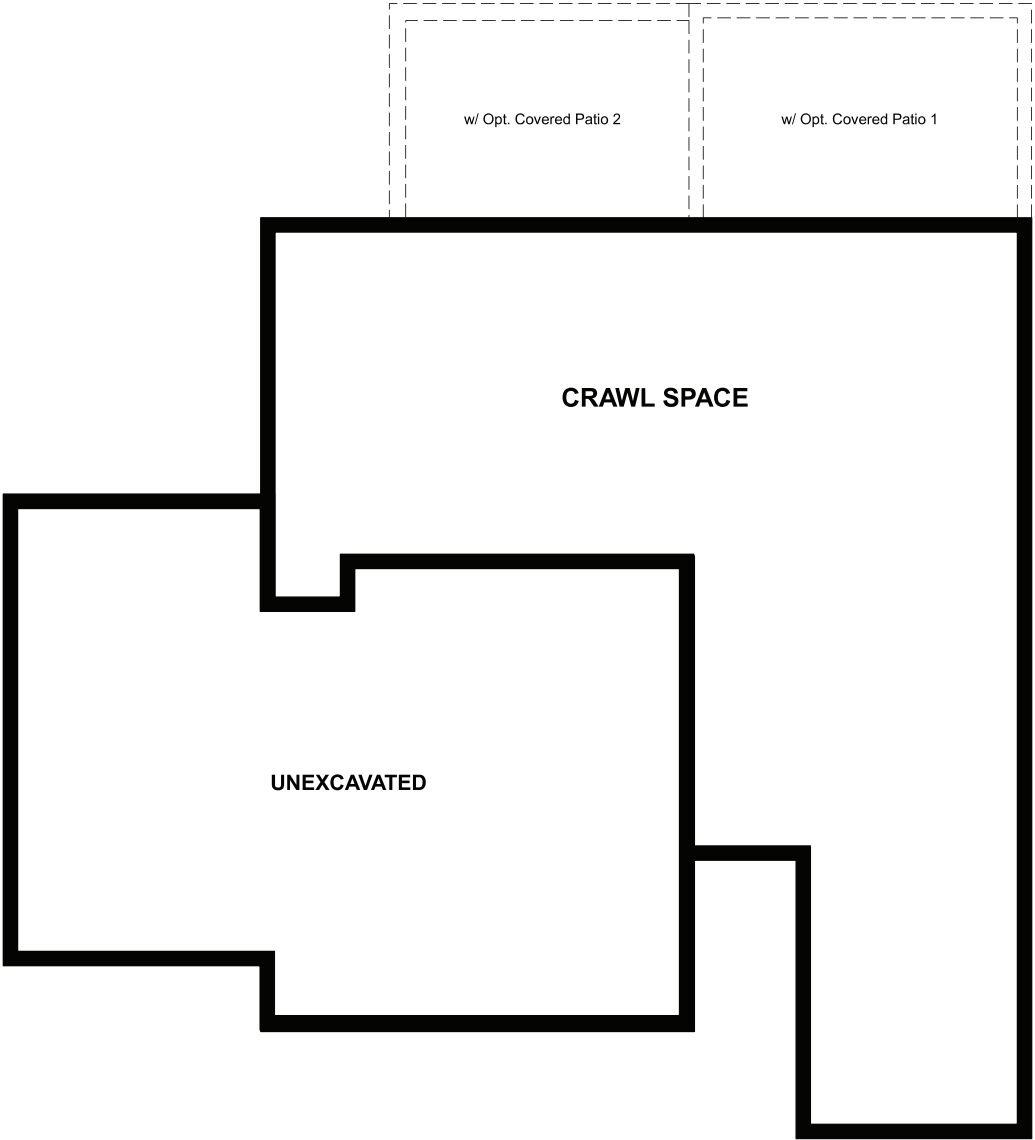 w/ Opt. Covered Patio 2
w/ Opt. Covered Patio 1
CRAWL SPACE
UNEXCAVATED